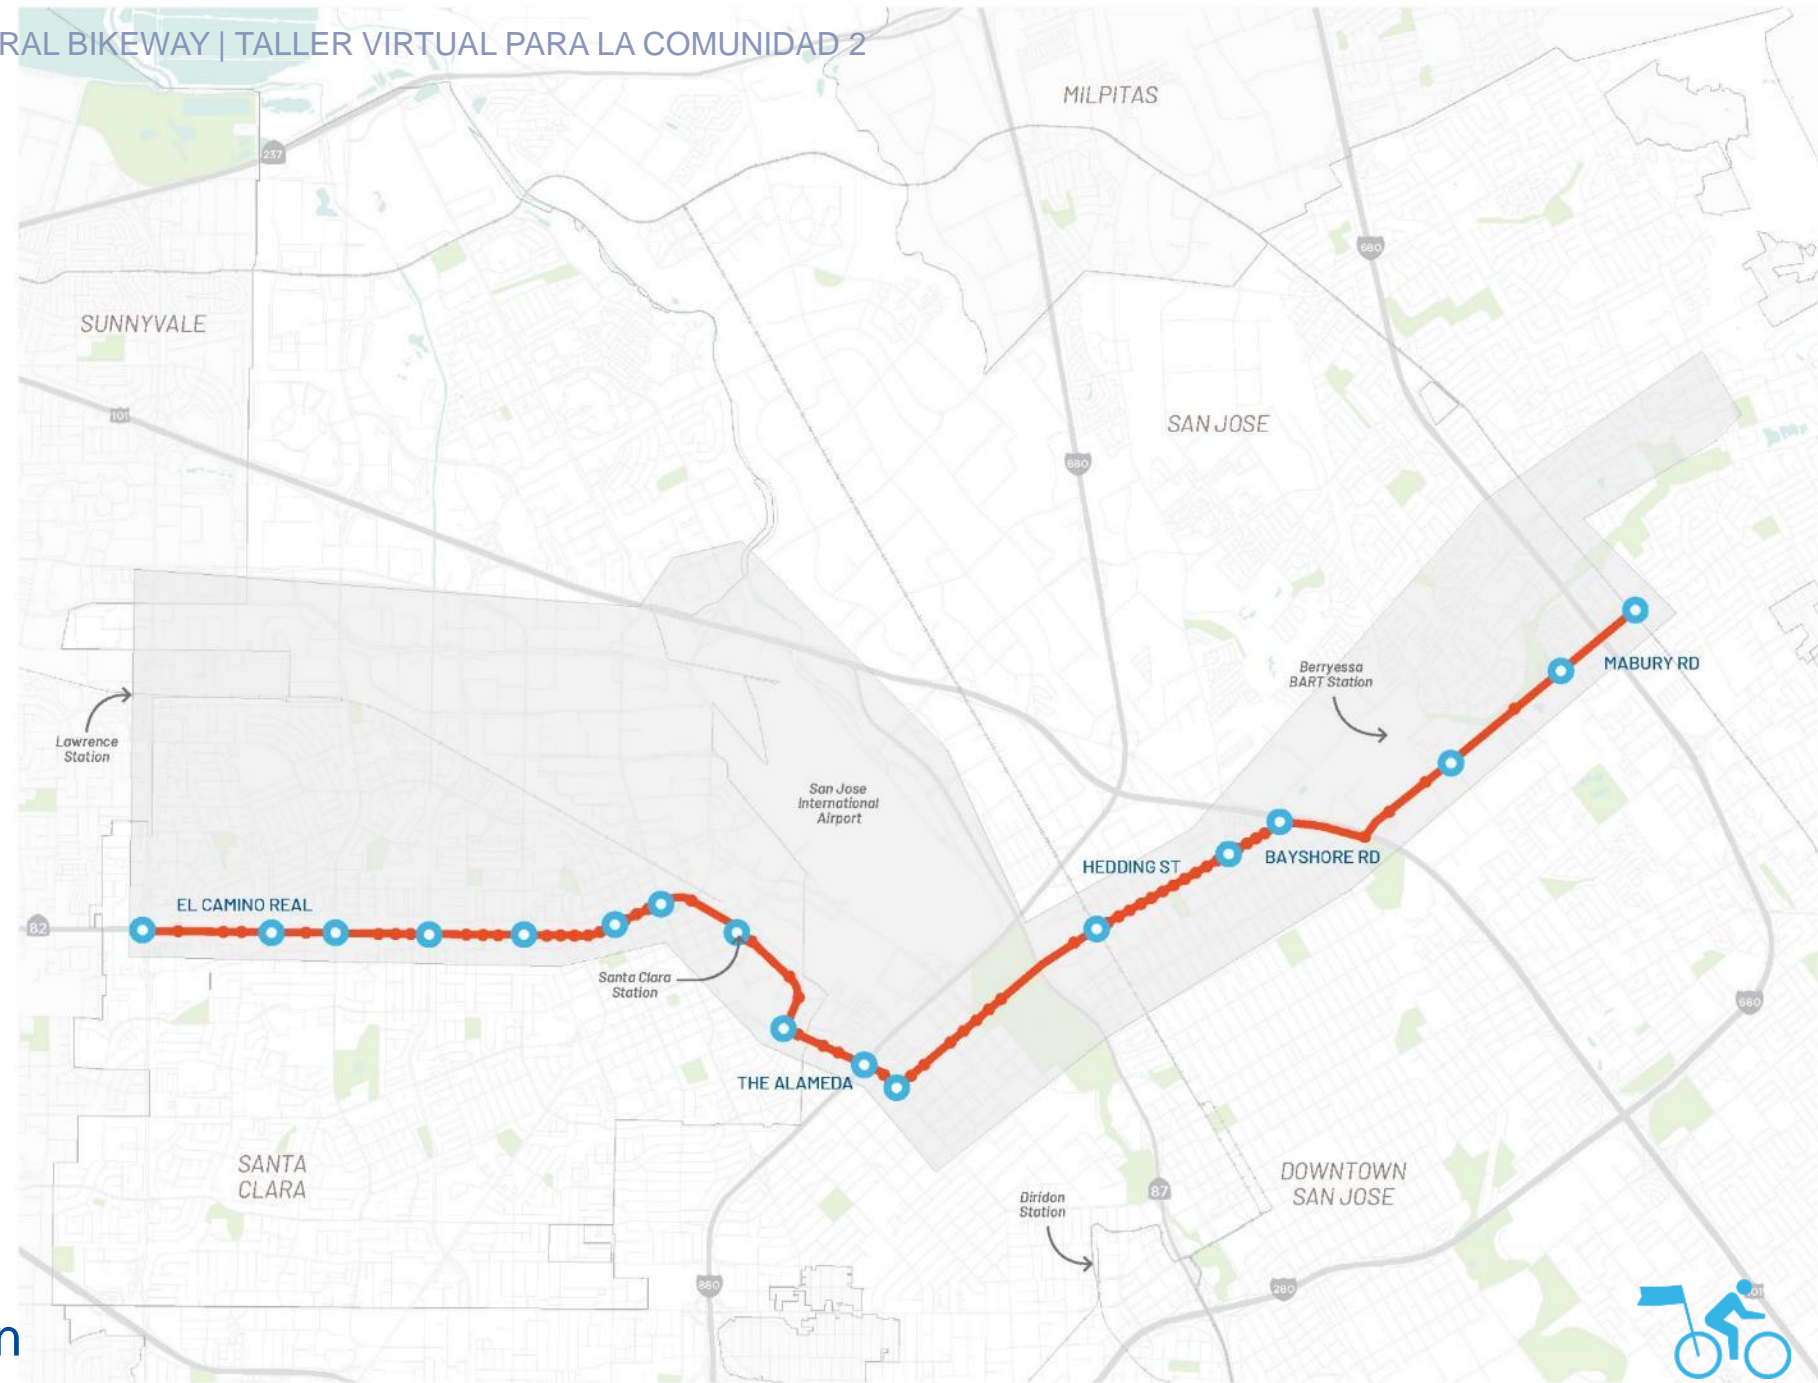 RAL BIKEWAY | TALLER VIRTUAL PARA LA COMUNIDAD 2
MILPITAS
237
680
SUNNYVALE
101
SAN JOSE
880
Berryessa
BART Station
MABURY RD
Lawrence
Station
San Jose
International
Airport
HEDDING ST
BAYSHORE RD
EL CAMINO REAL
82
Santa Clara
Station
680
THE ALAMEDA
SANTA
CLARA
DOWNTOWN
SAN JOSE
Diridon
Station
87
880
280
101
n